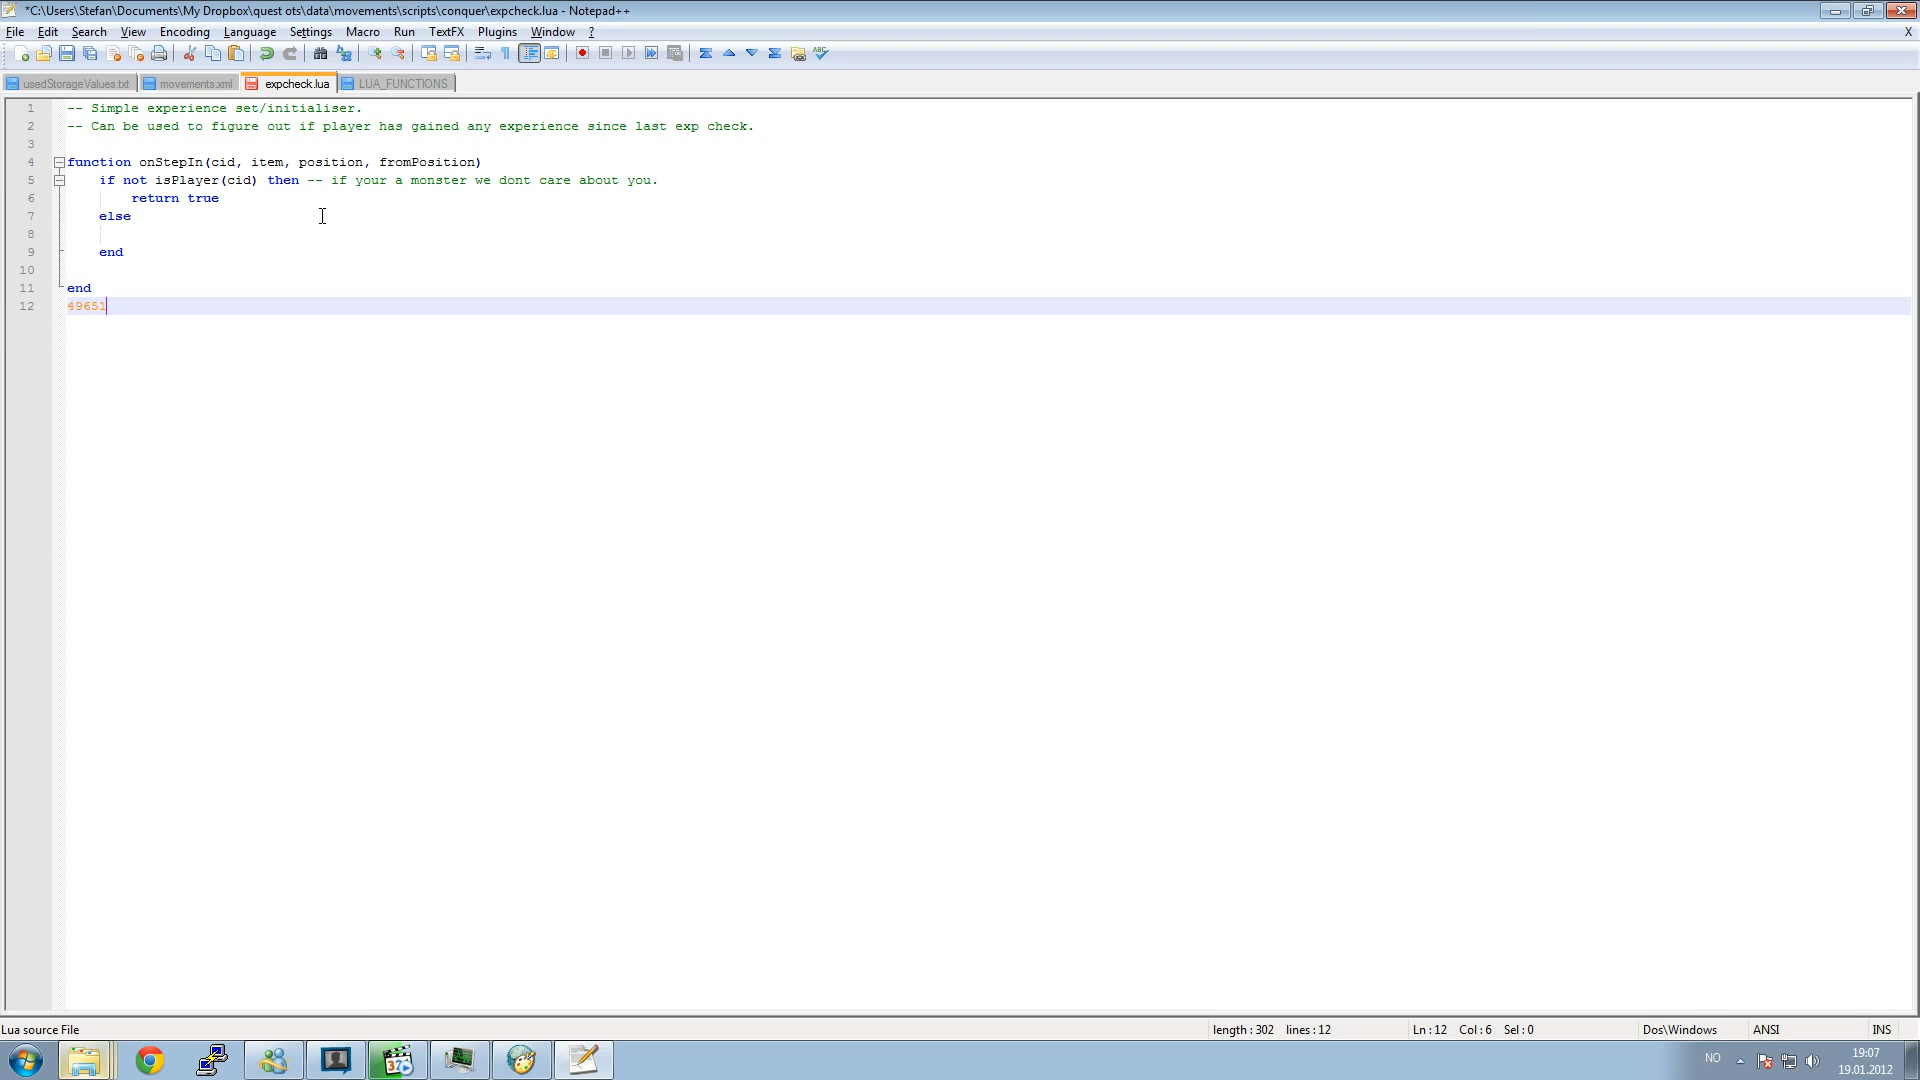 *C:\Users\Stefan\Documents\My Dropbox\quest ots\data\movements\scripts\conquer\expcheck.lua - Notepad++
File Edit Search View Encoding Language Settings Macro Run TextFX Plugins Window ? X
usedStorageValues.txt movements.xml expcheck.lua LUA_FUNCTIONS
1 -- Simple experience set/initialiser.
2 -- Can be used to figure out if player has gained any experience since last exp check.
3
4 function onStepIn(cid, item, position, fromPosition)
5 if not isPlayer(cid) then -- if your a monster we dont care about you.
6 return true
7 else
8
9 end
10
11 end
12 49651
Lua source File length : 302 lines : 12 Ln : 12 Col : 6 Sel : 0 Dos\Windows ANSI INS
NO 19:07
19.01.2012